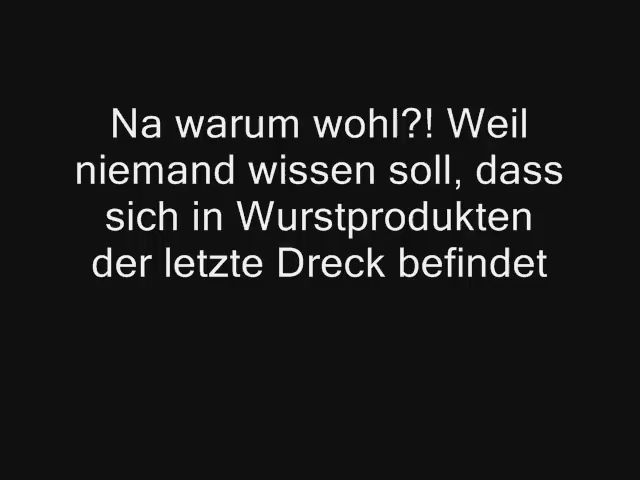 Na warum wohl?! Weil
niemand wissen soll, dass
sich in Wurstprodukten
der letzte Dreck befindet